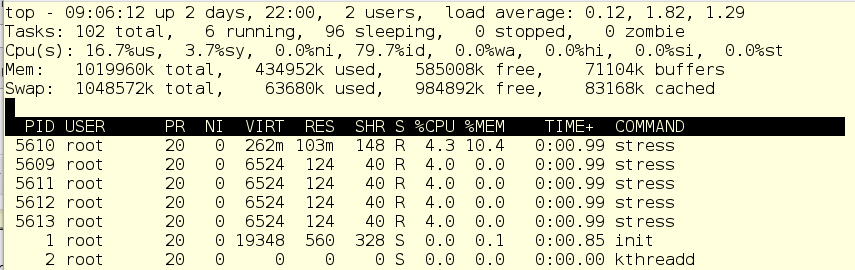 top - 09:06:12 up 2 days, 22:00,  2 users,  load average: 0.12, 1.82, 1.29
Tasks: 102 total,   6 running,  96 sleeping,   0 stopped,   0 zombie
Cpu(s): 16.7%us,  3.7%sy,  0.0%ni, 79.7%id,  0.0%wa,  0.0%hi,  0.0%si,  0.0%st
Mem:   1019960k total,   434952k used,   585008k free,    71104k buffers
Swap:  1048572k total,    63680k used,   984892k free,    83168k cached
  PID USER      PR  NI  VIRT  RES  SHR S %CPU %MEM    TIME+  COMMAND
 5610 root      20   0  262m 103m  148 R  4.3 10.4   0:00.99 stress
 5609 root      20   0  6524  124   40 R  4.0  0.0   0:00.99 stress
 5611 root      20   0  6524  124   40 R  4.0  0.0   0:00.99 stress
 5612 root      20   0  6524  124   40 R  4.0  0.0   0:00.99 stress
 5613 root      20   0  6524  124   40 R  4.0  0.0   0:00.99 stress
    1 root      20   0 19348  560  328 S  0.0  0.1   0:00.85 init
    2 root      20   0     0    0    0 S  0.0  0.0   0:00.00 kthreadd